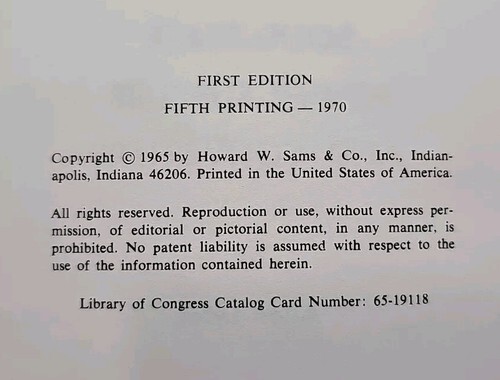 FIRST EDITION
FIFTH PRINTING — 1970
Copyright © 1965 by Howard W. Sams & Co., Inc., Indian-
apolis, Indiana 46206. Printed in the United States of America.
All rights reserved. Reproduction or use, without express per-
mission, of editorial or pictorial content, in any manner, is
prohibited. No patent liability is assumed with respect to the
use of the information contained herein.
Library of Congress Catalog Card Number: 65-19118